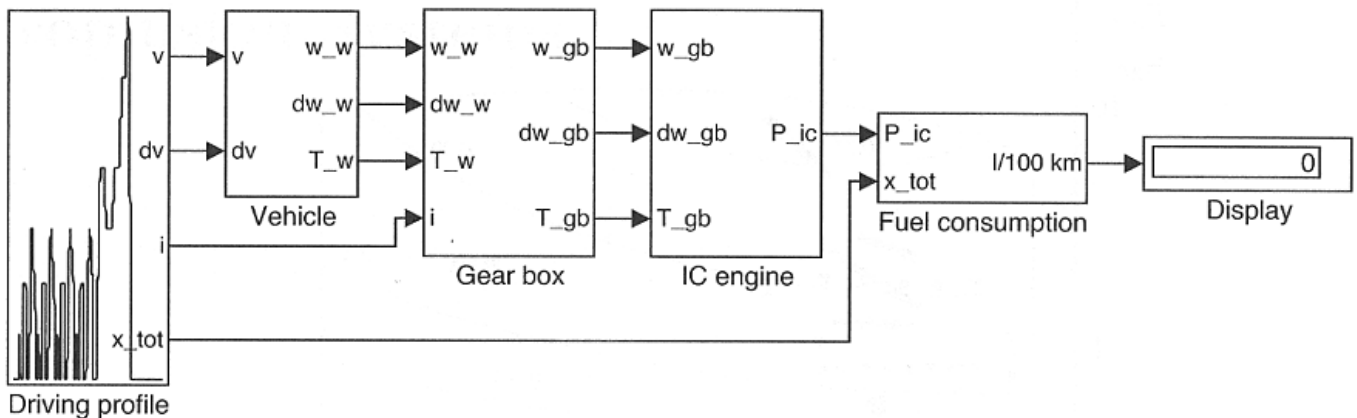 v
dv
i
x_tot
Driving profile
v
dv
w_w
dw_w
T_w
Vehicle
w_w
dw_w
T_w
i
w_gb
dw_gb
T_gb
Gear box
w_gb
dw_gb
T_gb
P_ic
IC engine
P_ic
x_tot
l/100 km
Fuel consumption
0
Display